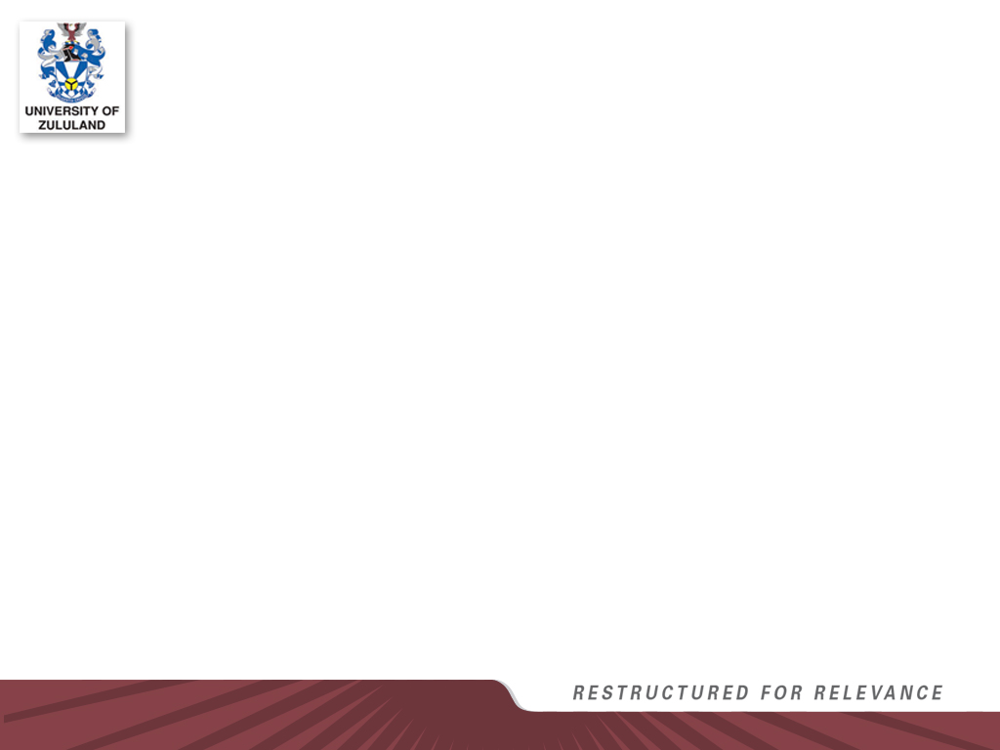 UNIVERSITY OF
ZULULAND
RESTRUCTURED FOR RELEVANCE